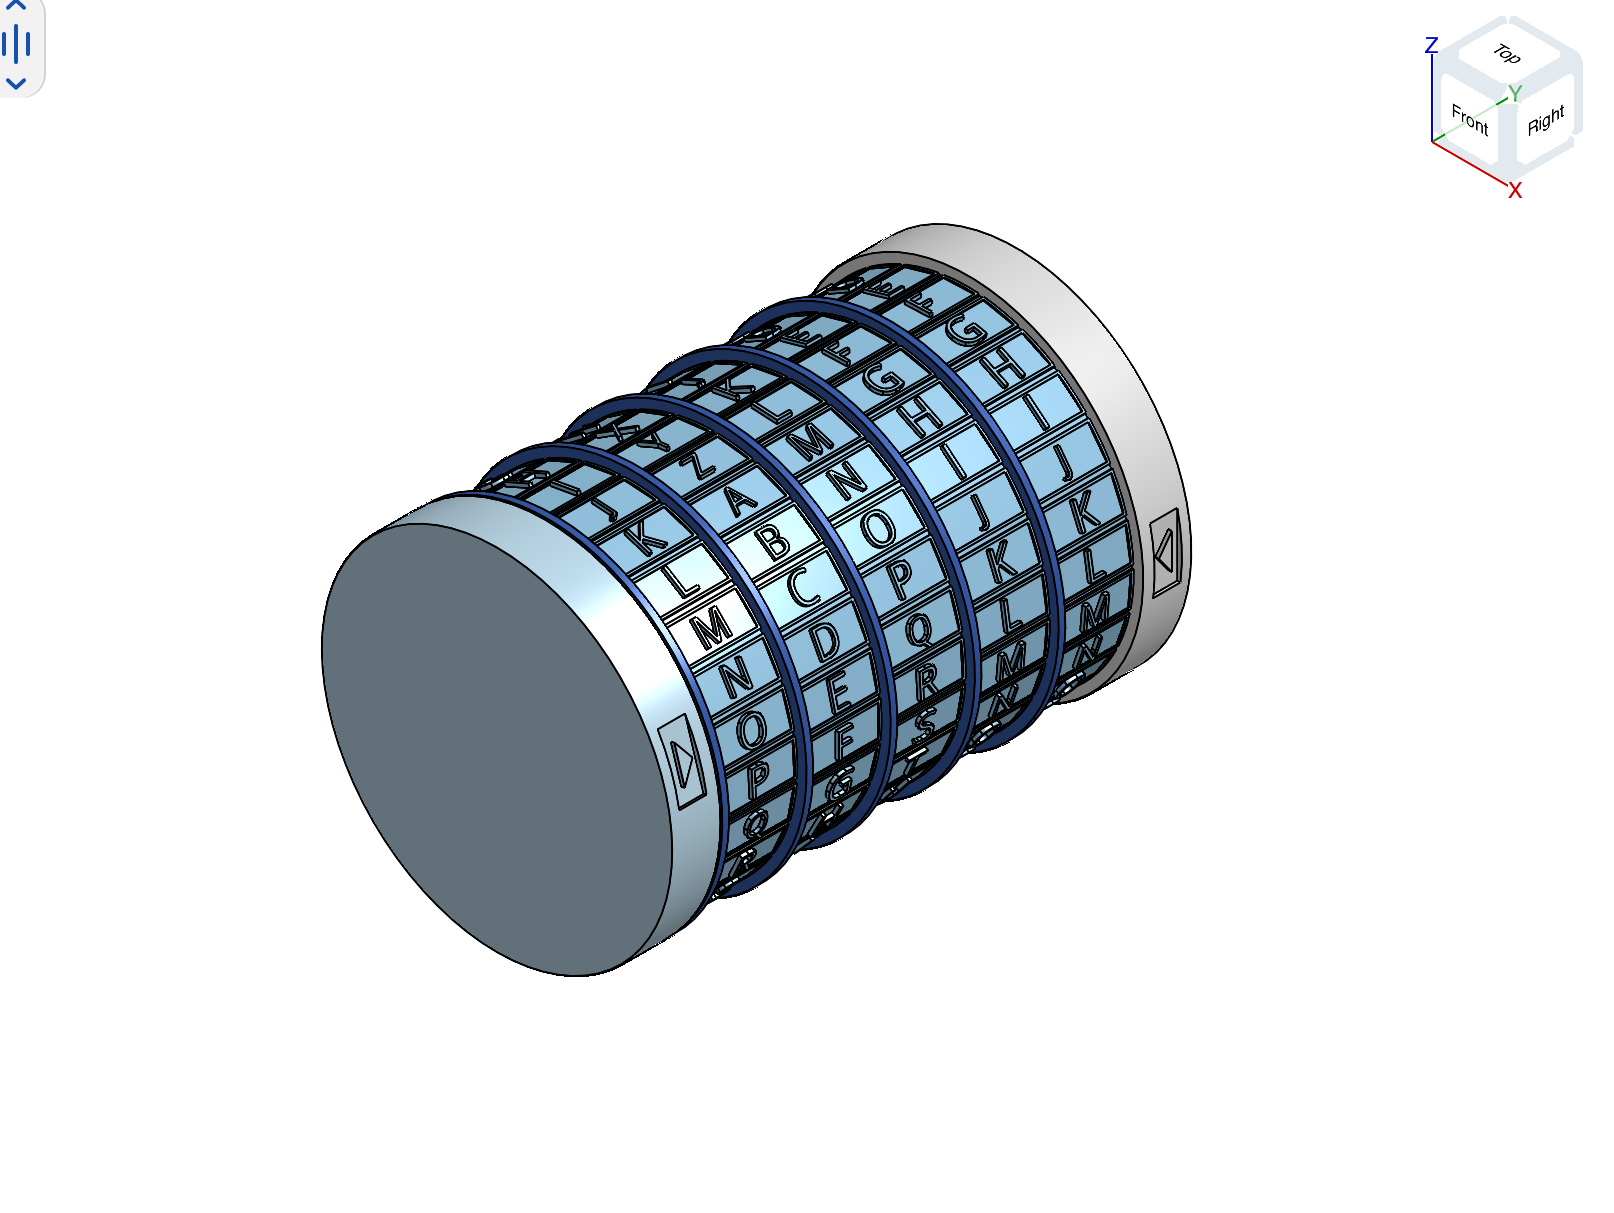 I J K L M N O P Q R
X Y Z A B C D E F G H
K L M N O P Q R S T
E F G H I J K L M N O
E F G H I J K L M N O
Z
Y
X
Top
Front
Right